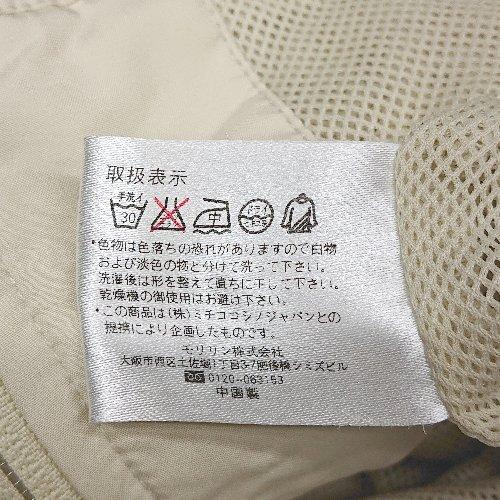 取扱表示
手洗イ
30
中
ドライ
・色物は色落ちの恐れがありますので白物
および淡色の物と分けて洗って下さい。
洗濯後は形を整えて直ちに干して下さい。
乾燥機の御使用はお避け下さい。
・この商品は(株)ミチココシノジャパンとの
提携により企画したものです。
モリリン株式会社
大阪市西区土佐堀1丁目3-7肥後橋シミズビル
0120-063153
中国製